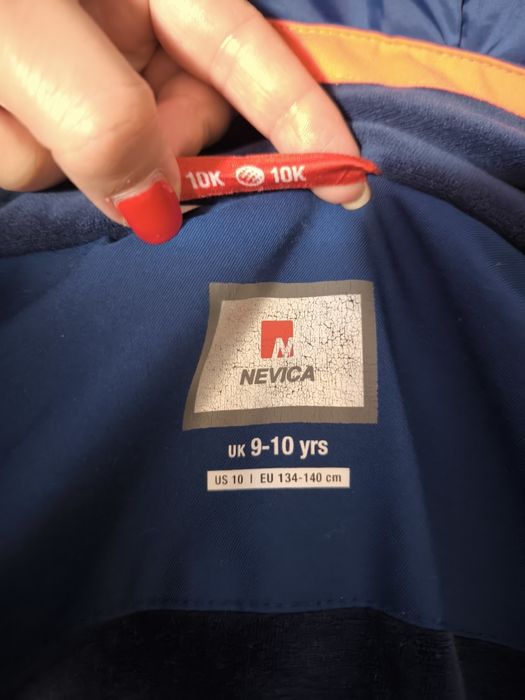 10K 10K
N
NEVICA
UK 9-10 yrs
US 10 | EU 134-140 cm